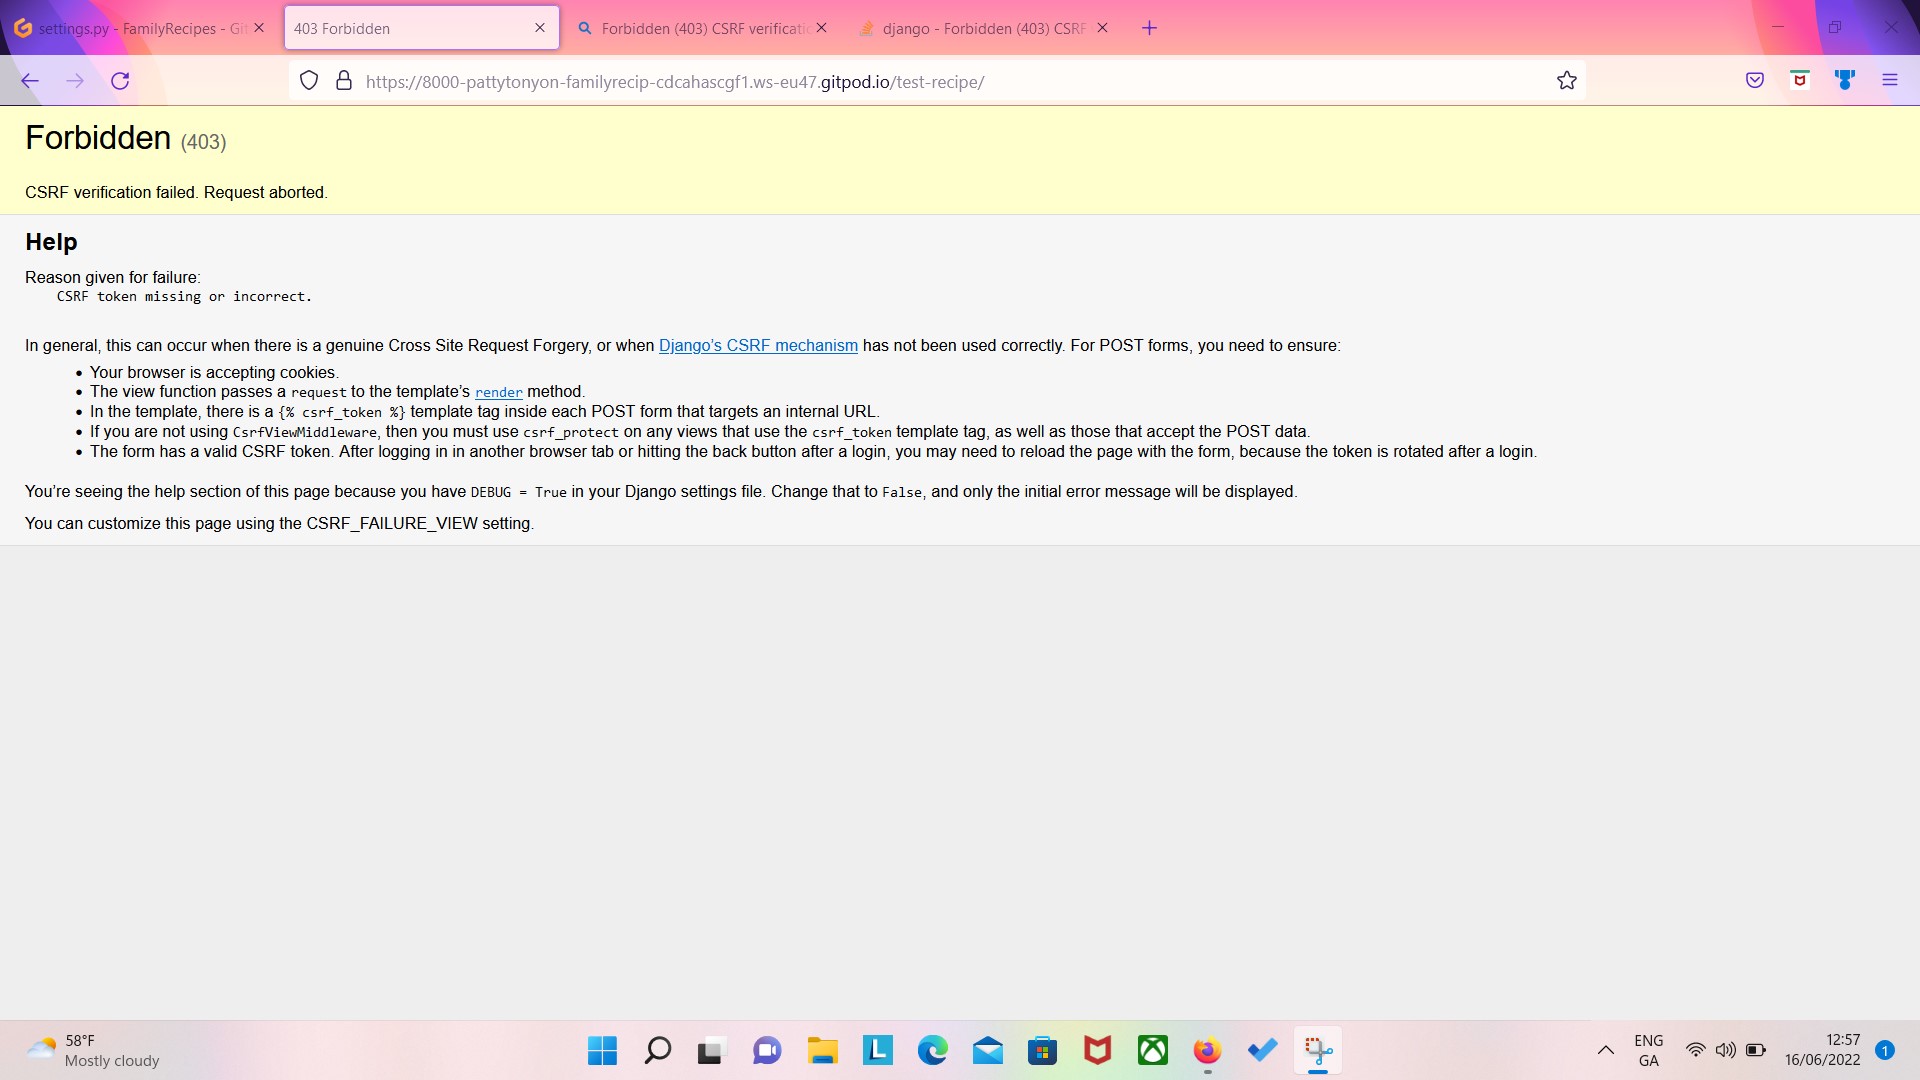 settings.py - FamilyRecipes - Git
403 Forbidden
Forbidden (403) CSRF verificatio
django - Forbidden (403) CSRF
https://8000-pattytonyon-familyrecip-cdcahascgf1.ws-eu47.gitpod.io/test-recipe/
Forbidden (403)
CSRF verification failed. Request aborted.
Help
Reason given for failure:
CSRF token missing or incorrect.
In general, this can occur when there is a genuine Cross Site Request Forgery, or when Django’s CSRF mechanism has not been used correctly. For POST forms, you need to ensure:
• Your browser is accepting cookies.
• The view function passes a request to the template’s render method.
• In the template, there is a {% csrf_token %} template tag inside each POST form that targets an internal URL.
• If you are not using CsrfViewMiddleware, then you must use csrf_protect on any views that use the csrf_token template tag, as well as those that accept the POST data.
• The form has a valid CSRF token. After logging in in another browser tab or hitting the back button after a login, you may need to reload the page with the form, because the token is rotated after a login.
You’re seeing the help section of this page because you have DEBUG = True in your Django settings file. Change that to False, and only the initial error message will be displayed.
You can customize this page using the CSRF_FAILURE_VIEW setting.
58°F
Mostly cloudy
L
ENG
GA
12:57
16/06/2022
1